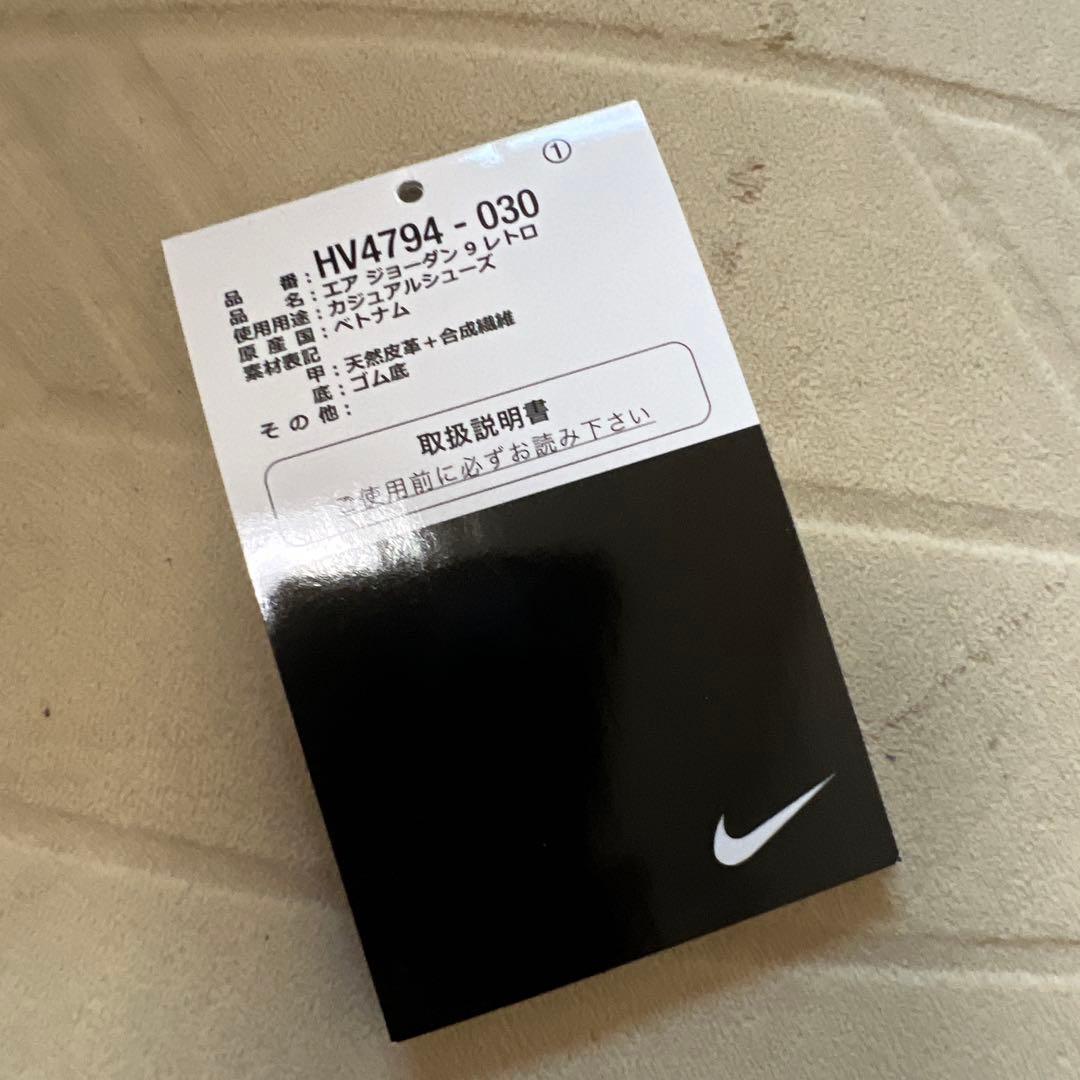 ①
品番：HV4794-030
品名：エア ジョーダン 9 レトロ
使用用途：カジュアルシューズ
原産国：ベトナム
素材表記
甲：天然皮革＋合成繊維
底：ゴム底
その他：
取扱説明書
ご使用前に必ずお読み下さい